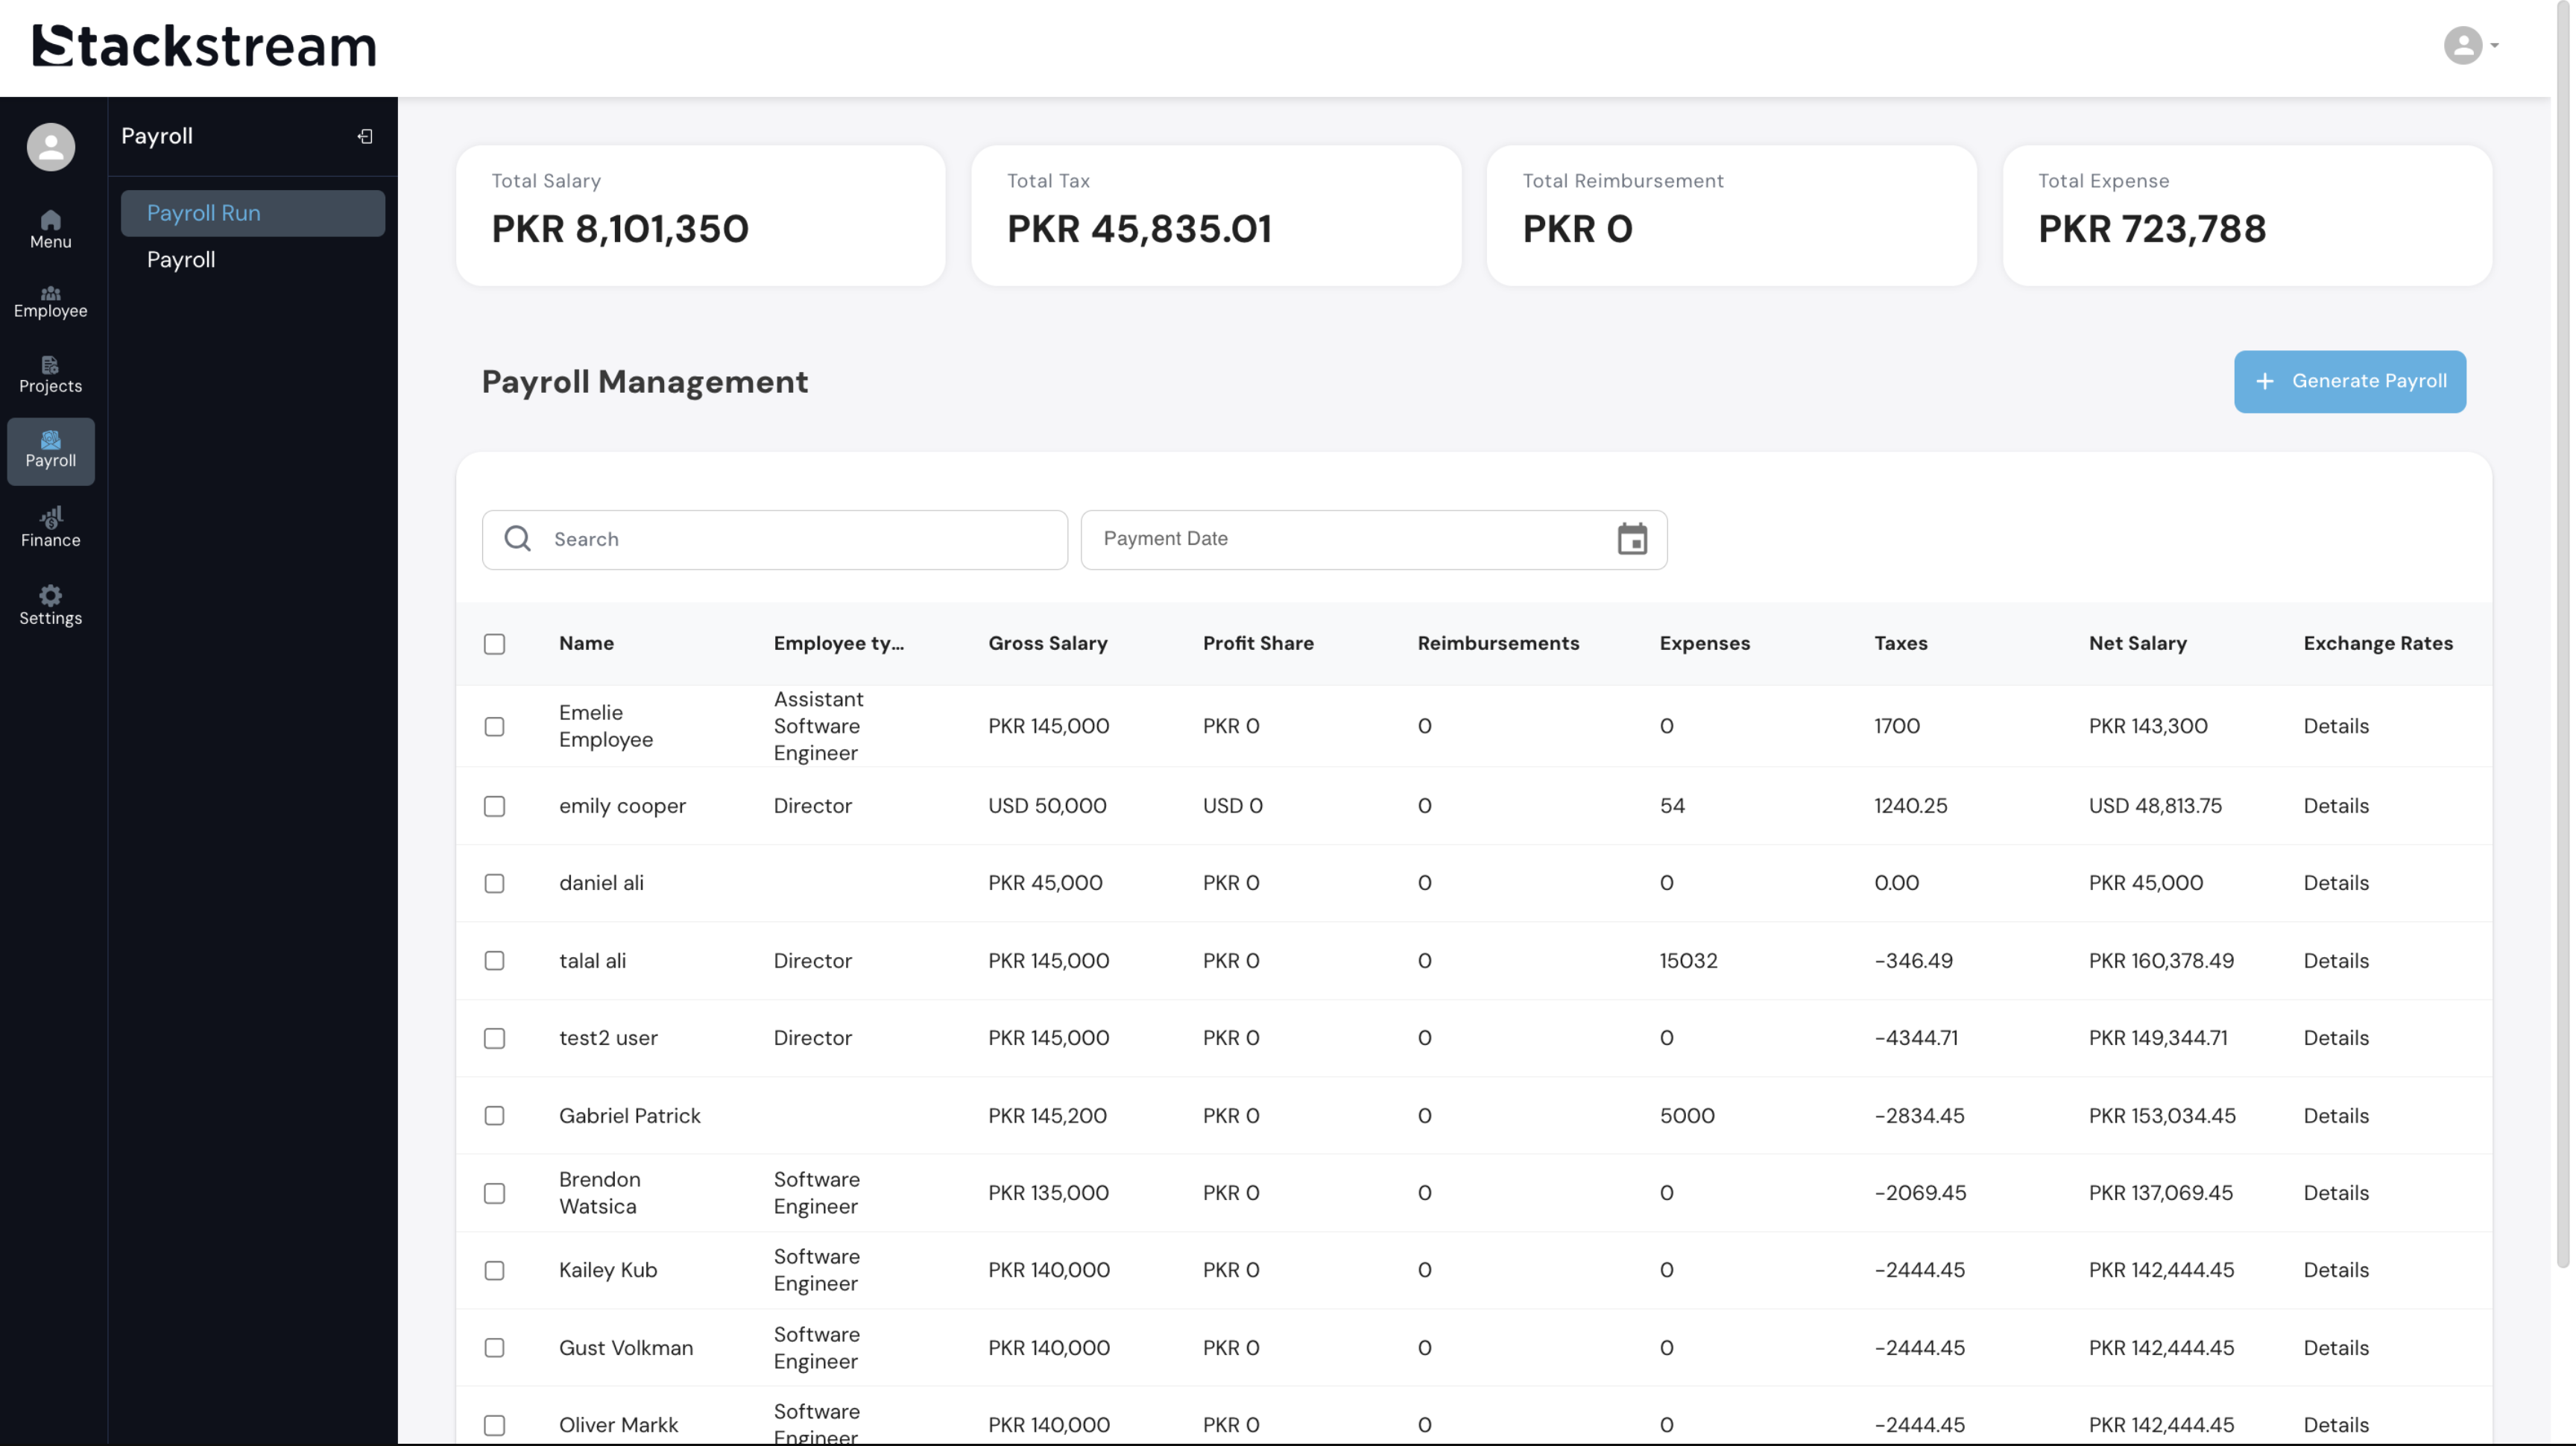 Stackstream
Payroll
Payroll Run
Payroll
Menu
Employee
Projects
Payroll
Finance
Settings
Total Salary
PKR 8,101,350
Total Tax
PKR 45,835.01
Total Reimbursement
PKR 0
Total Expense
PKR 723,788
Payroll Management
+ Generate Payroll
Search
Payment Date
Name Employee ty... Gross Salary Profit Share Reimbursements Expenses Taxes Net Salary Exchange Rates
Emelie Employee Assistant Software Engineer PKR 145,000 PKR 0 0 0 1700 PKR 143,300 Details
emily cooper Director USD 50,000 USD 0 0 54 1240.25 USD 48,813.75 Details
daniel ali PKR 45,000 PKR 0 0 0 0.00 PKR 45,000 Details
talal ali Director PKR 145,000 PKR 0 0 15032 -346.49 PKR 160,378.49 Details
test2 user Director PKR 145,000 PKR 0 0 0 -4344.71 PKR 149,344.71 Details
Gabriel Patrick PKR 145,200 PKR 0 0 5000 -2834.45 PKR 153,034.45 Details
Brendon Watsica Software Engineer PKR 135,000 PKR 0 0 0 -2069.45 PKR 137,069.45 Details
Kailey Kub Software Engineer PKR 140,000 PKR 0 0 0 -2444.45 PKR 142,444.45 Details
Gust Volkman Software Engineer PKR 140,000 PKR 0 0 0 -2444.45 PKR 142,444.45 Details
Oliver Markk Software Engineer PKR 140,000 PKR 0 0 0 -2444.45 PKR 142,444.45 Details